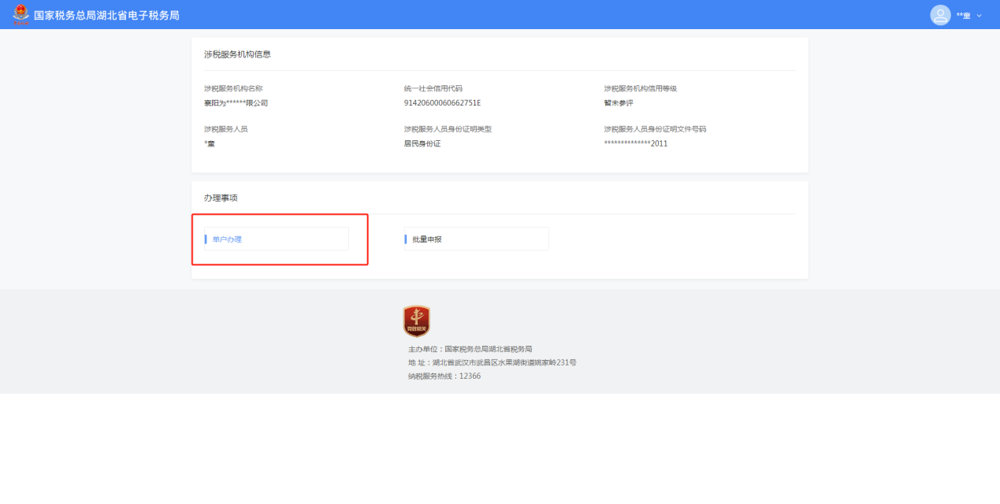 国家税务总局湖北省电子税务局
**童
涉税服务机构信息
涉税服务机构名称 统一社会信用代码 涉税服务机构信用等级
襄阳为******限公司 91420600060662751E 暂未参评
涉税服务人员 涉税服务人员身份证明类型 涉税服务人员身份证明文件号码
*童 居民身份证 **************2011
办理事项
单户办理 批量申报
党政机关
主办单位：国家税务总局湖北省税务局
地 址：湖北省武汉市武昌区水果湖街道姚家岭231号
纳税服务热线：12366